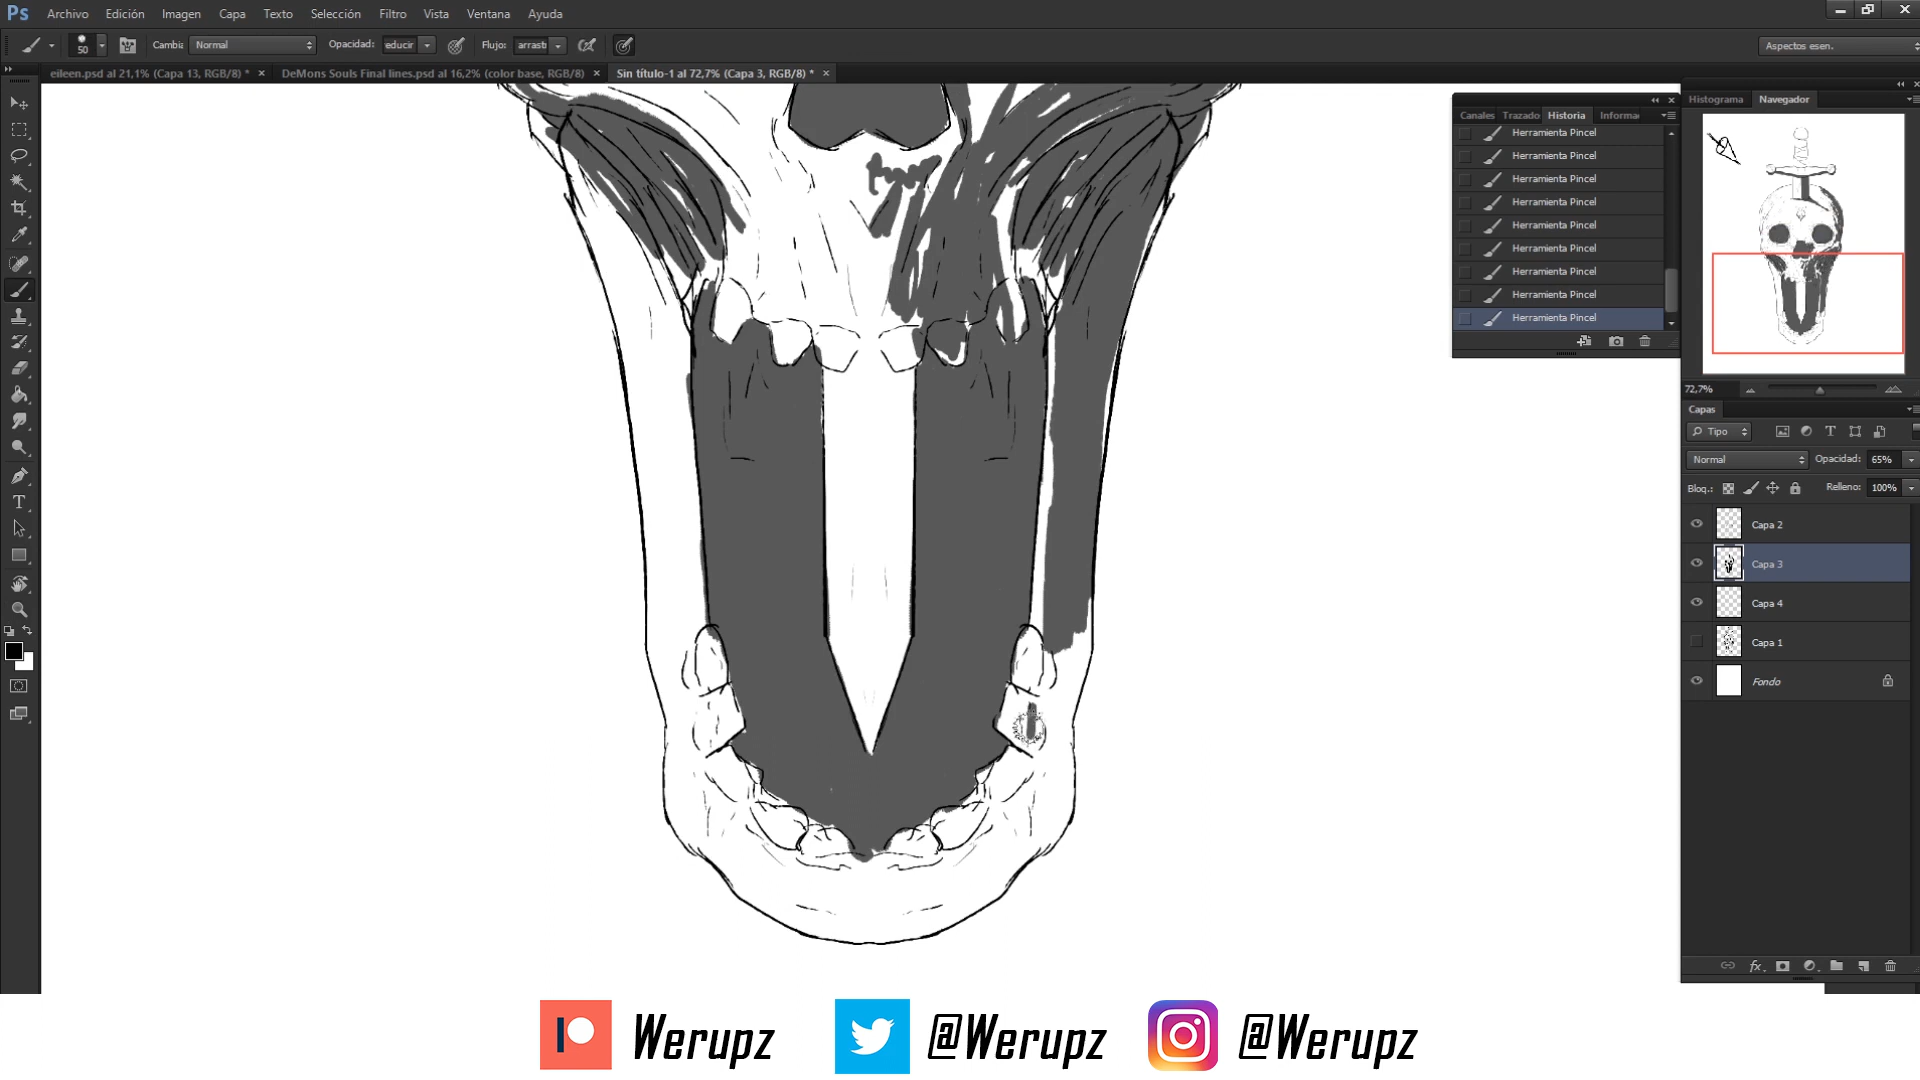 Ps Archivo Edición Imagen Capa Texto Selección Filtro Vista Ventana Ayuda
50 Cambia Normal Opacidad: educir Flujo: arrast Aspectos esen.
eileen.psd al 21,1% (Capa 13, RGB/8) * × DeMons Souls Final lines.psd al 16,2% (color base, RGB/8) × Sin título-1 al 72,7% (Capa 3, RGB/8) * ×
Histograma Navegador
Canales Trazado Historia Informa
Herramienta Pincel
Herramienta Pincel
Herramienta Pincel
Herramienta Pincel
Herramienta Pincel
Herramienta Pincel
Herramienta Pincel
Herramienta Pincel
Herramienta Pincel
72,7%
Capas
Tipo
Normal Opacidad: 65%
Bloq.: Relleno: 100%
Capa 2
Capa 3
Capa 4
Capa 1
Fondo
fx
Werupz @Werupz @Werupz